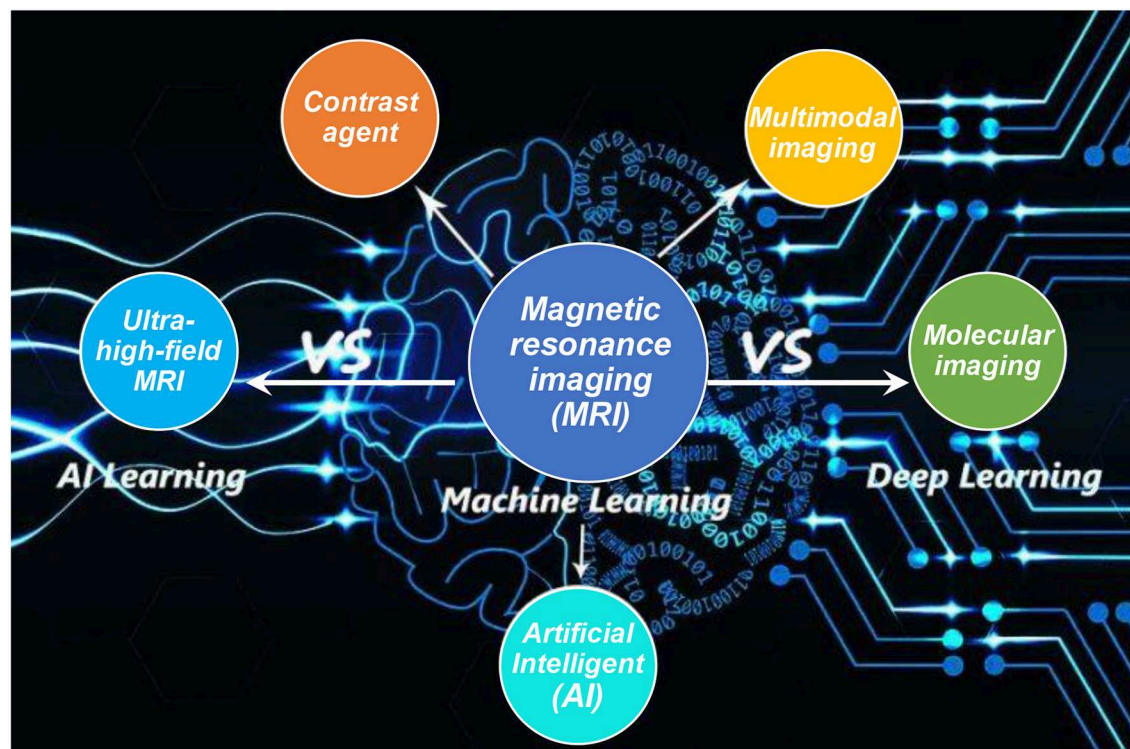 Contrast
agent
Multimodal
imaging
Ultra-
high-field
MRI
VS
Magnetic
resonance
imaging
(MRI)
VS
Molecular
imaging
AI Learning
Machine Learning
Deep Learning
Artificial
Intelligent
(AI)